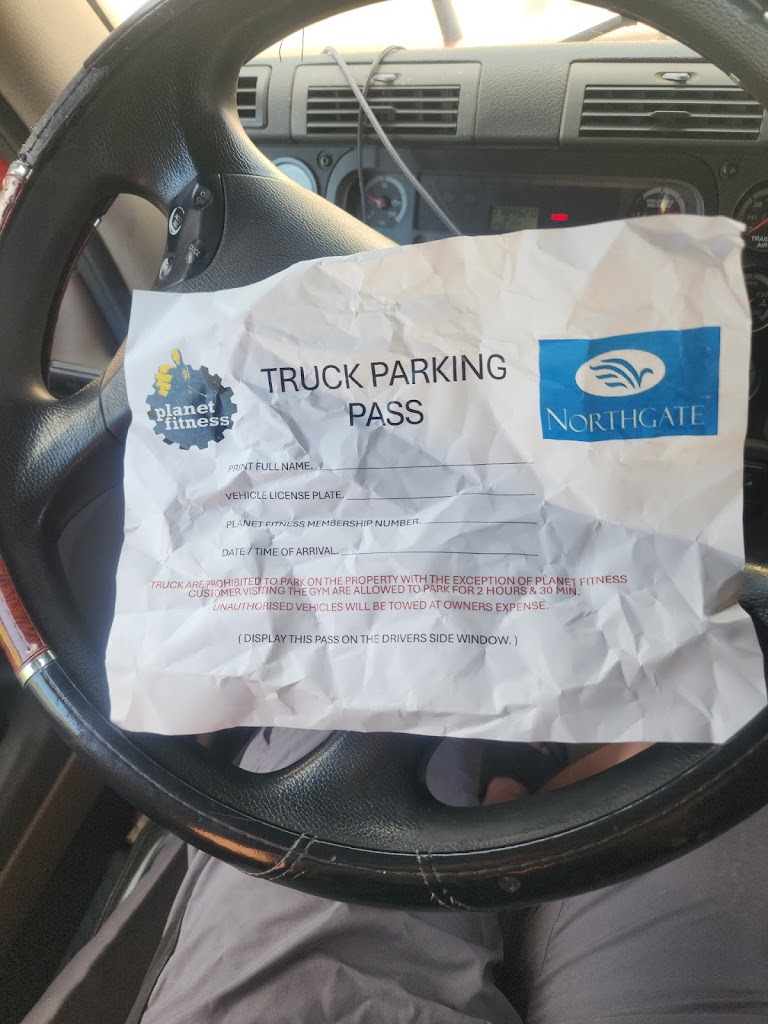 planet
fitness
TRUCK PARKING
PASS
NORTHGATE
PRINT FULL NAME.
VEHICLE LICENSE PLATE.
PLANET FITNESS MEMBERSHIP NUMBER.
DATE / TIME OF ARRIVAL.
TRUCK ARE PROHIBITED TO PARK ON THE PROPERTY WITH THE EXCEPTION OF PLANET FITNESS
CUSTOMER VISITING THE GYM ARE ALLOWED TO PARK FOR 2 HOURS & 30 MIN.
UNAUTHORISED VEHICLES WILL BE TOWED AT OWNERS EXPENSE.
( DISPLAY THIS PASS ON THE DRIVERS SIDE WINDOW. )